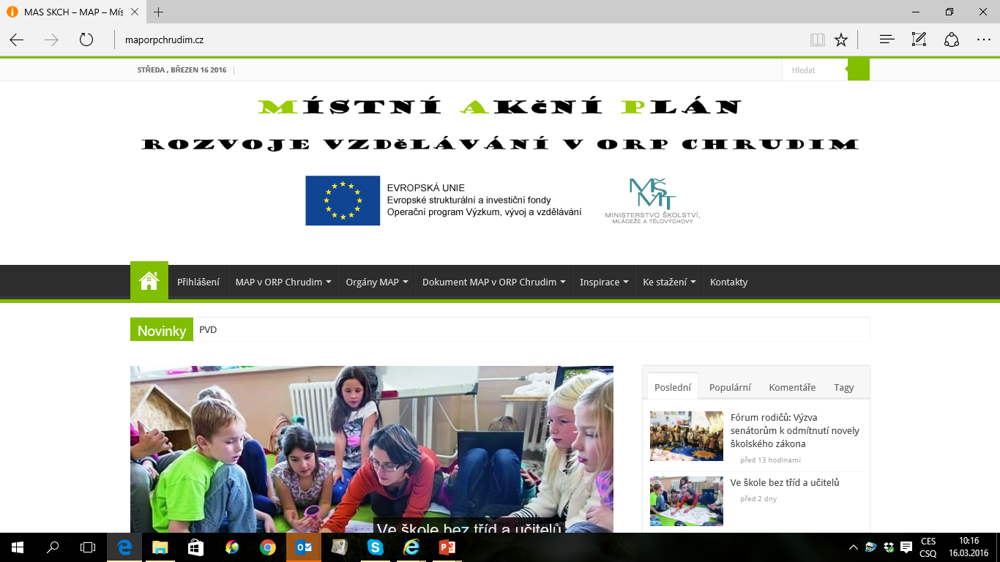 MAS SKCH – MAP – Mís
maporpchrudim.cz
STŘEDA , BŘEZEN 16 2016
Hledat
MÍSTNÍ AKČNÍ PLÁN
ROZVOJE VZDĚLÁVÁNÍ V ORP CHRUDIM
EVROPSKÁ UNIE
Evropské strukturální a investiční fondy
Operační program Výzkum, vývoj a vzdělávání
MŠMT
MINISTERSTVO ŠKOLSTVÍ,
MLÁDEŽE A TĚLOVÝCHOVY
Přihlášení MAP v ORP Chrudim Orgány MAP Dokument MAP v ORP Chrudim Inspirace Ke stažení Kontakty
Novinky PVD
Poslední Populární Komentáře Tagy
Fórum rodičů: Výzva
senátorům k odmítnutí novely
školského zákona
před 13 hodinami
Ve škole bez tříd a učitelů
před 2 dny
Ve škole bez tříd a učitelů
CES
CSQ
10:16
16.03.2016